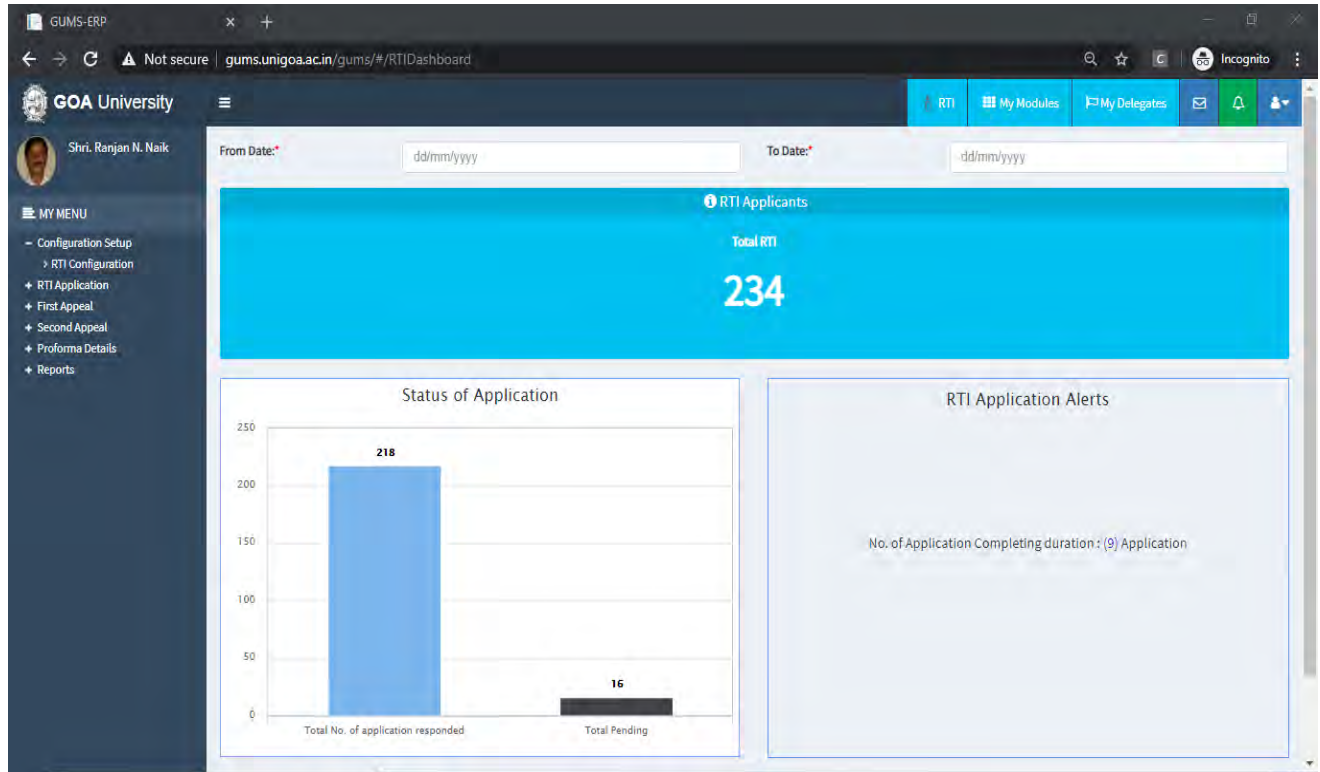 GUMS-ERP
Not secure gums.unigoa.ac.in/gums/#/RTIDashboard
Incognito
GOA University
RTI
My Modules
My Delegates
Shri. Ranjan N. Naik
From Date:*
dd/mm/yyyy
To Date:*
dd/mm/yyyy
MY MENU
Configuration Setup
RTI Configuration
RTI Application
First Appeal
Second Appeal
Proforma Details
Reports
RTI Applicants
Total RTI
234
Status of Application
250
218
200
150
100
50
16
0
Total No. of application responded
Total Pending
RTI Application Alerts
No. of Application Completing duration : (9) Application